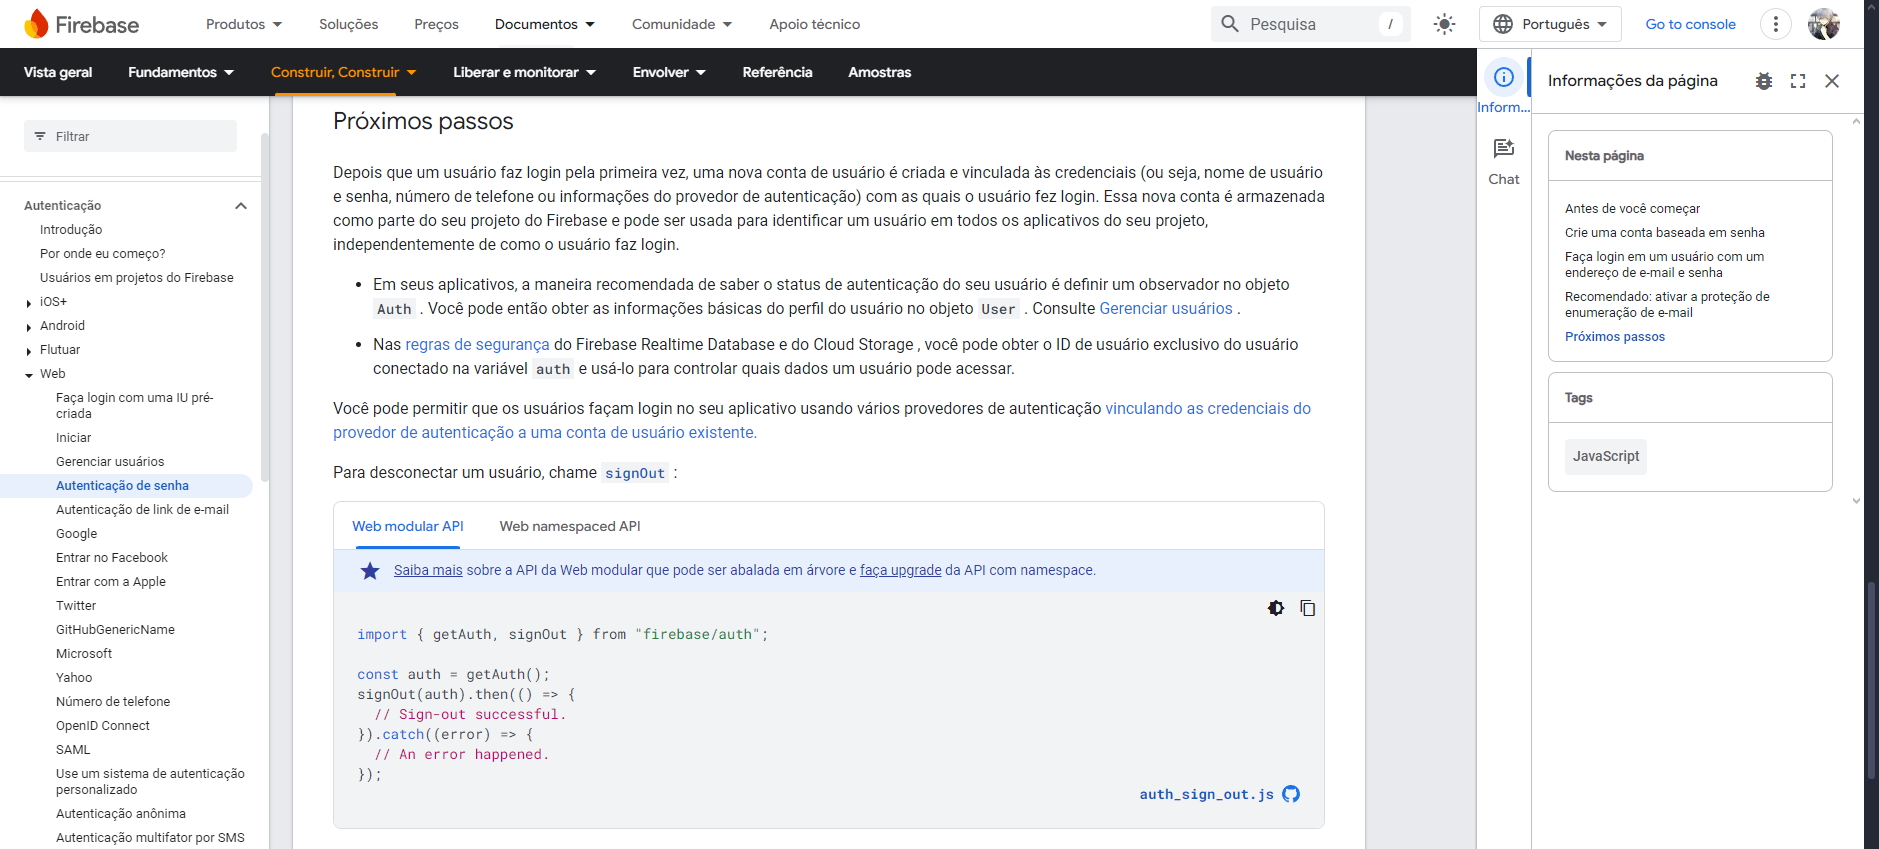 Firebase
Produtos
Soluções
Preços
Documentos
Comunidade
Apoio técnico
Pesquisa
/
Português
Go to console
Vista geral
Fundamentos
Construir, Construir
Liberar e monitorar
Envolver
Referência
Amostras
Filtrar
Autenticação
Introdução
Por onde eu começo?
Usuários em projetos do Firebase
iOS+
Android
Flutuar
Web
Faça login com uma IU pré-
criada
Iniciar
Gerenciar usuários
Autenticação de senha
Autenticação de link de e-mail
Google
Entrar no Facebook
Entrar com a Apple
Twitter
GitHubGenericName
Microsoft
Yahoo
Número de telefone
OpenID Connect
SAML
Use um sistema de autenticação
personalizado
Autenticação anônima
Autenticação multifator por SMS
Próximos passos
Depois que um usuário faz login pela primeira vez, uma nova conta de usuário é criada e vinculada às credenciais (ou seja, nome de usuário
e senha, número de telefone ou informações do provedor de autenticação) com as quais o usuário fez login. Essa nova conta é armazenada
como parte do seu projeto do Firebase e pode ser usada para identificar um usuário em todos os aplicativos do seu projeto,
independentemente de como o usuário faz login.
• Em seus aplicativos, a maneira recomendada de saber o status de autenticação do seu usuário é definir um observador no objeto
Auth . Você pode então obter as informações básicas do perfil do usuário no objeto User . Consulte Gerenciar usuários .
• Nas regras de segurança do Firebase Realtime Database e do Cloud Storage , você pode obter o ID de usuário exclusivo do usuário
conectado na variável auth e usá-lo para controlar quais dados um usuário pode acessar.
Você pode permitir que os usuários façam login no seu aplicativo usando vários provedores de autenticação vinculando as credenciais do
provedor de autenticação a uma conta de usuário existente.
Para desconectar um usuário, chame signOut :
Web modular API
Web namespaced API
Saiba mais sobre a API da Web modular que pode ser abalada em árvore e faça upgrade da API com namespace.
import { getAuth, signOut } from "firebase/auth";
const auth = getAuth();
signOut(auth).then(() => {
// Sign-out successful.
}).catch((error) => {
// An error happened.
});
auth_sign_out.js
Inform...
Chat
Informações da página
Nesta página
Antes de você começar
Crie uma conta baseada em senha
Faça login em um usuário com um
endereço de e-mail e senha
Recomendado: ativar a proteção de
enumeração de e-mail
Próximos passos
Tags
JavaScript